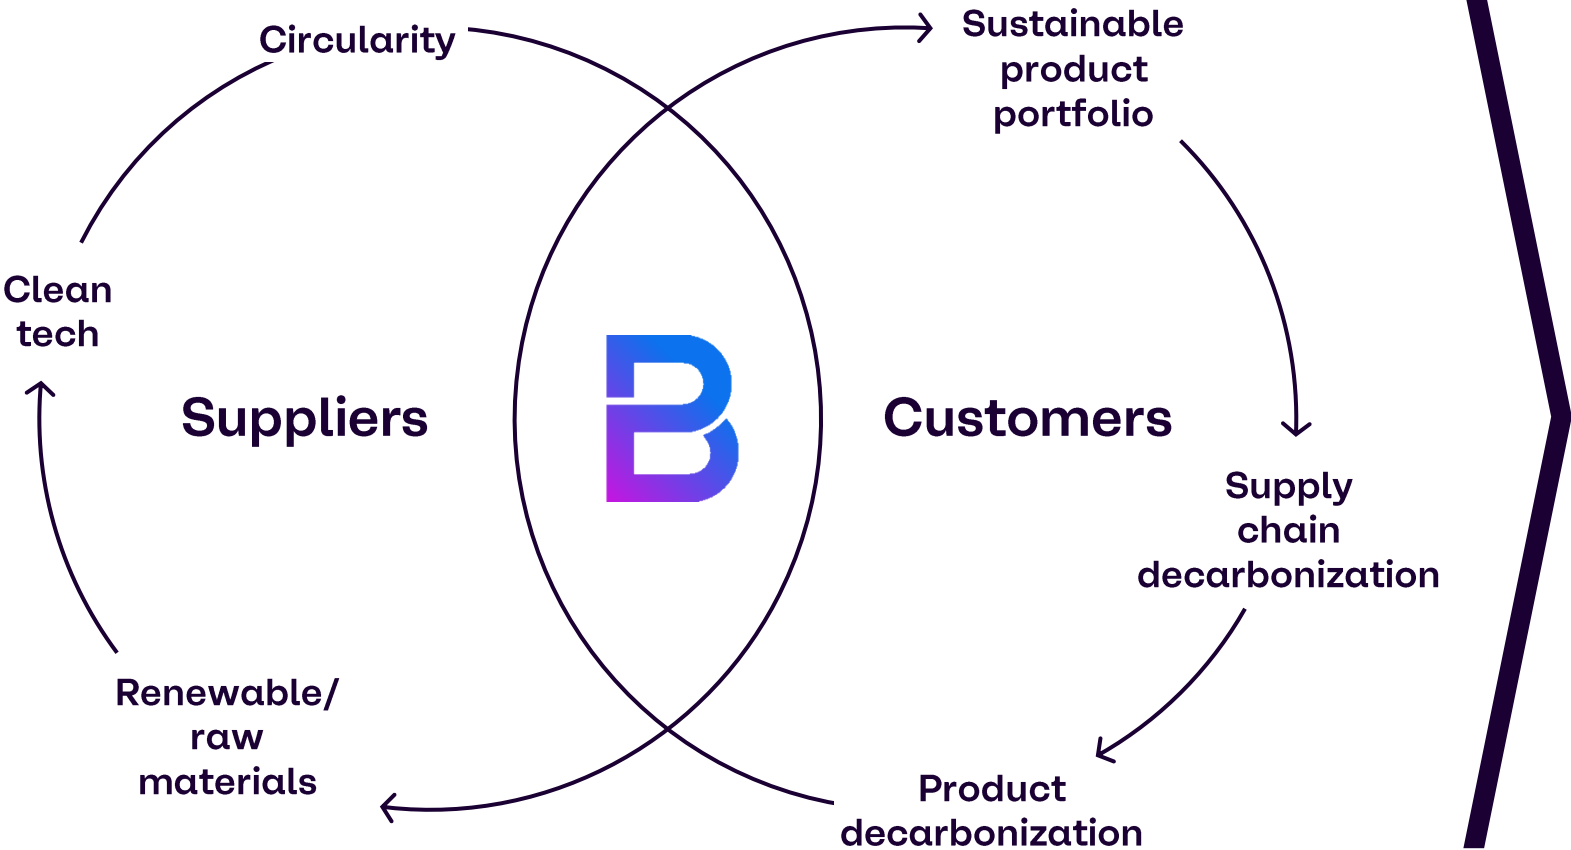 Circularity
Sustainable
product
portfolio
Clean
tech
Suppliers
B
Customers
Supply
chain
decarbonization
Renewable/
raw
materials
Product
decarbonization